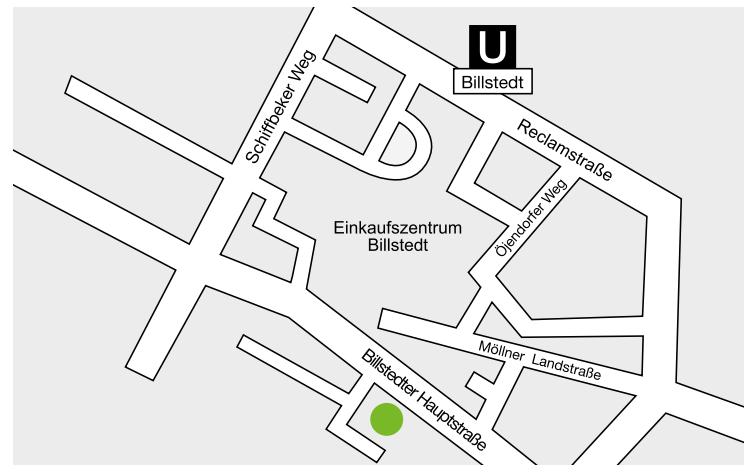 U
Billstedt
Schiffbeker Weg
Reclamstraße
Öjendorfer Weg
Einkaufszentrum
Billstedt
Möllner Landstraße
Billstedter Hauptstraße